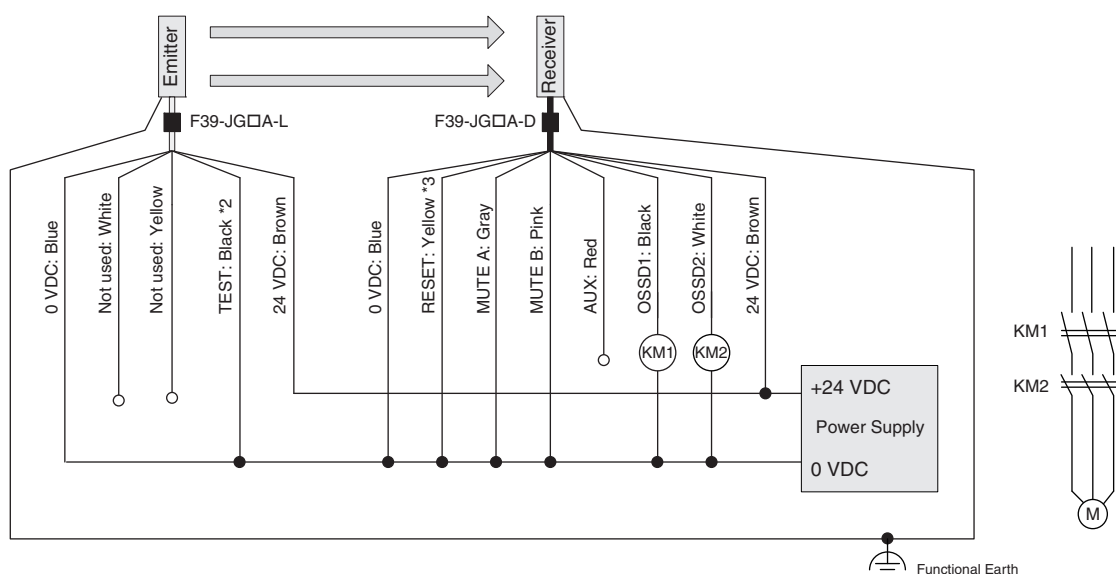 Emitter
Receiver
F39-JG□A-L
F39-JG□A-D
0 VDC: Blue
Not used: White
Not used: Yellow
TEST: Black *2
24 VDC: Brown
0 VDC: Blue
RESET: Yellow *3
MUTE A: Gray
MUTE B: Pink
AUX: Red
OSSD1: Black
OSSD2: White
24 VDC: Brown
KM1
KM2
+24 VDC
Power Supply
0 VDC
KM1
KM2
M
Functional Earth